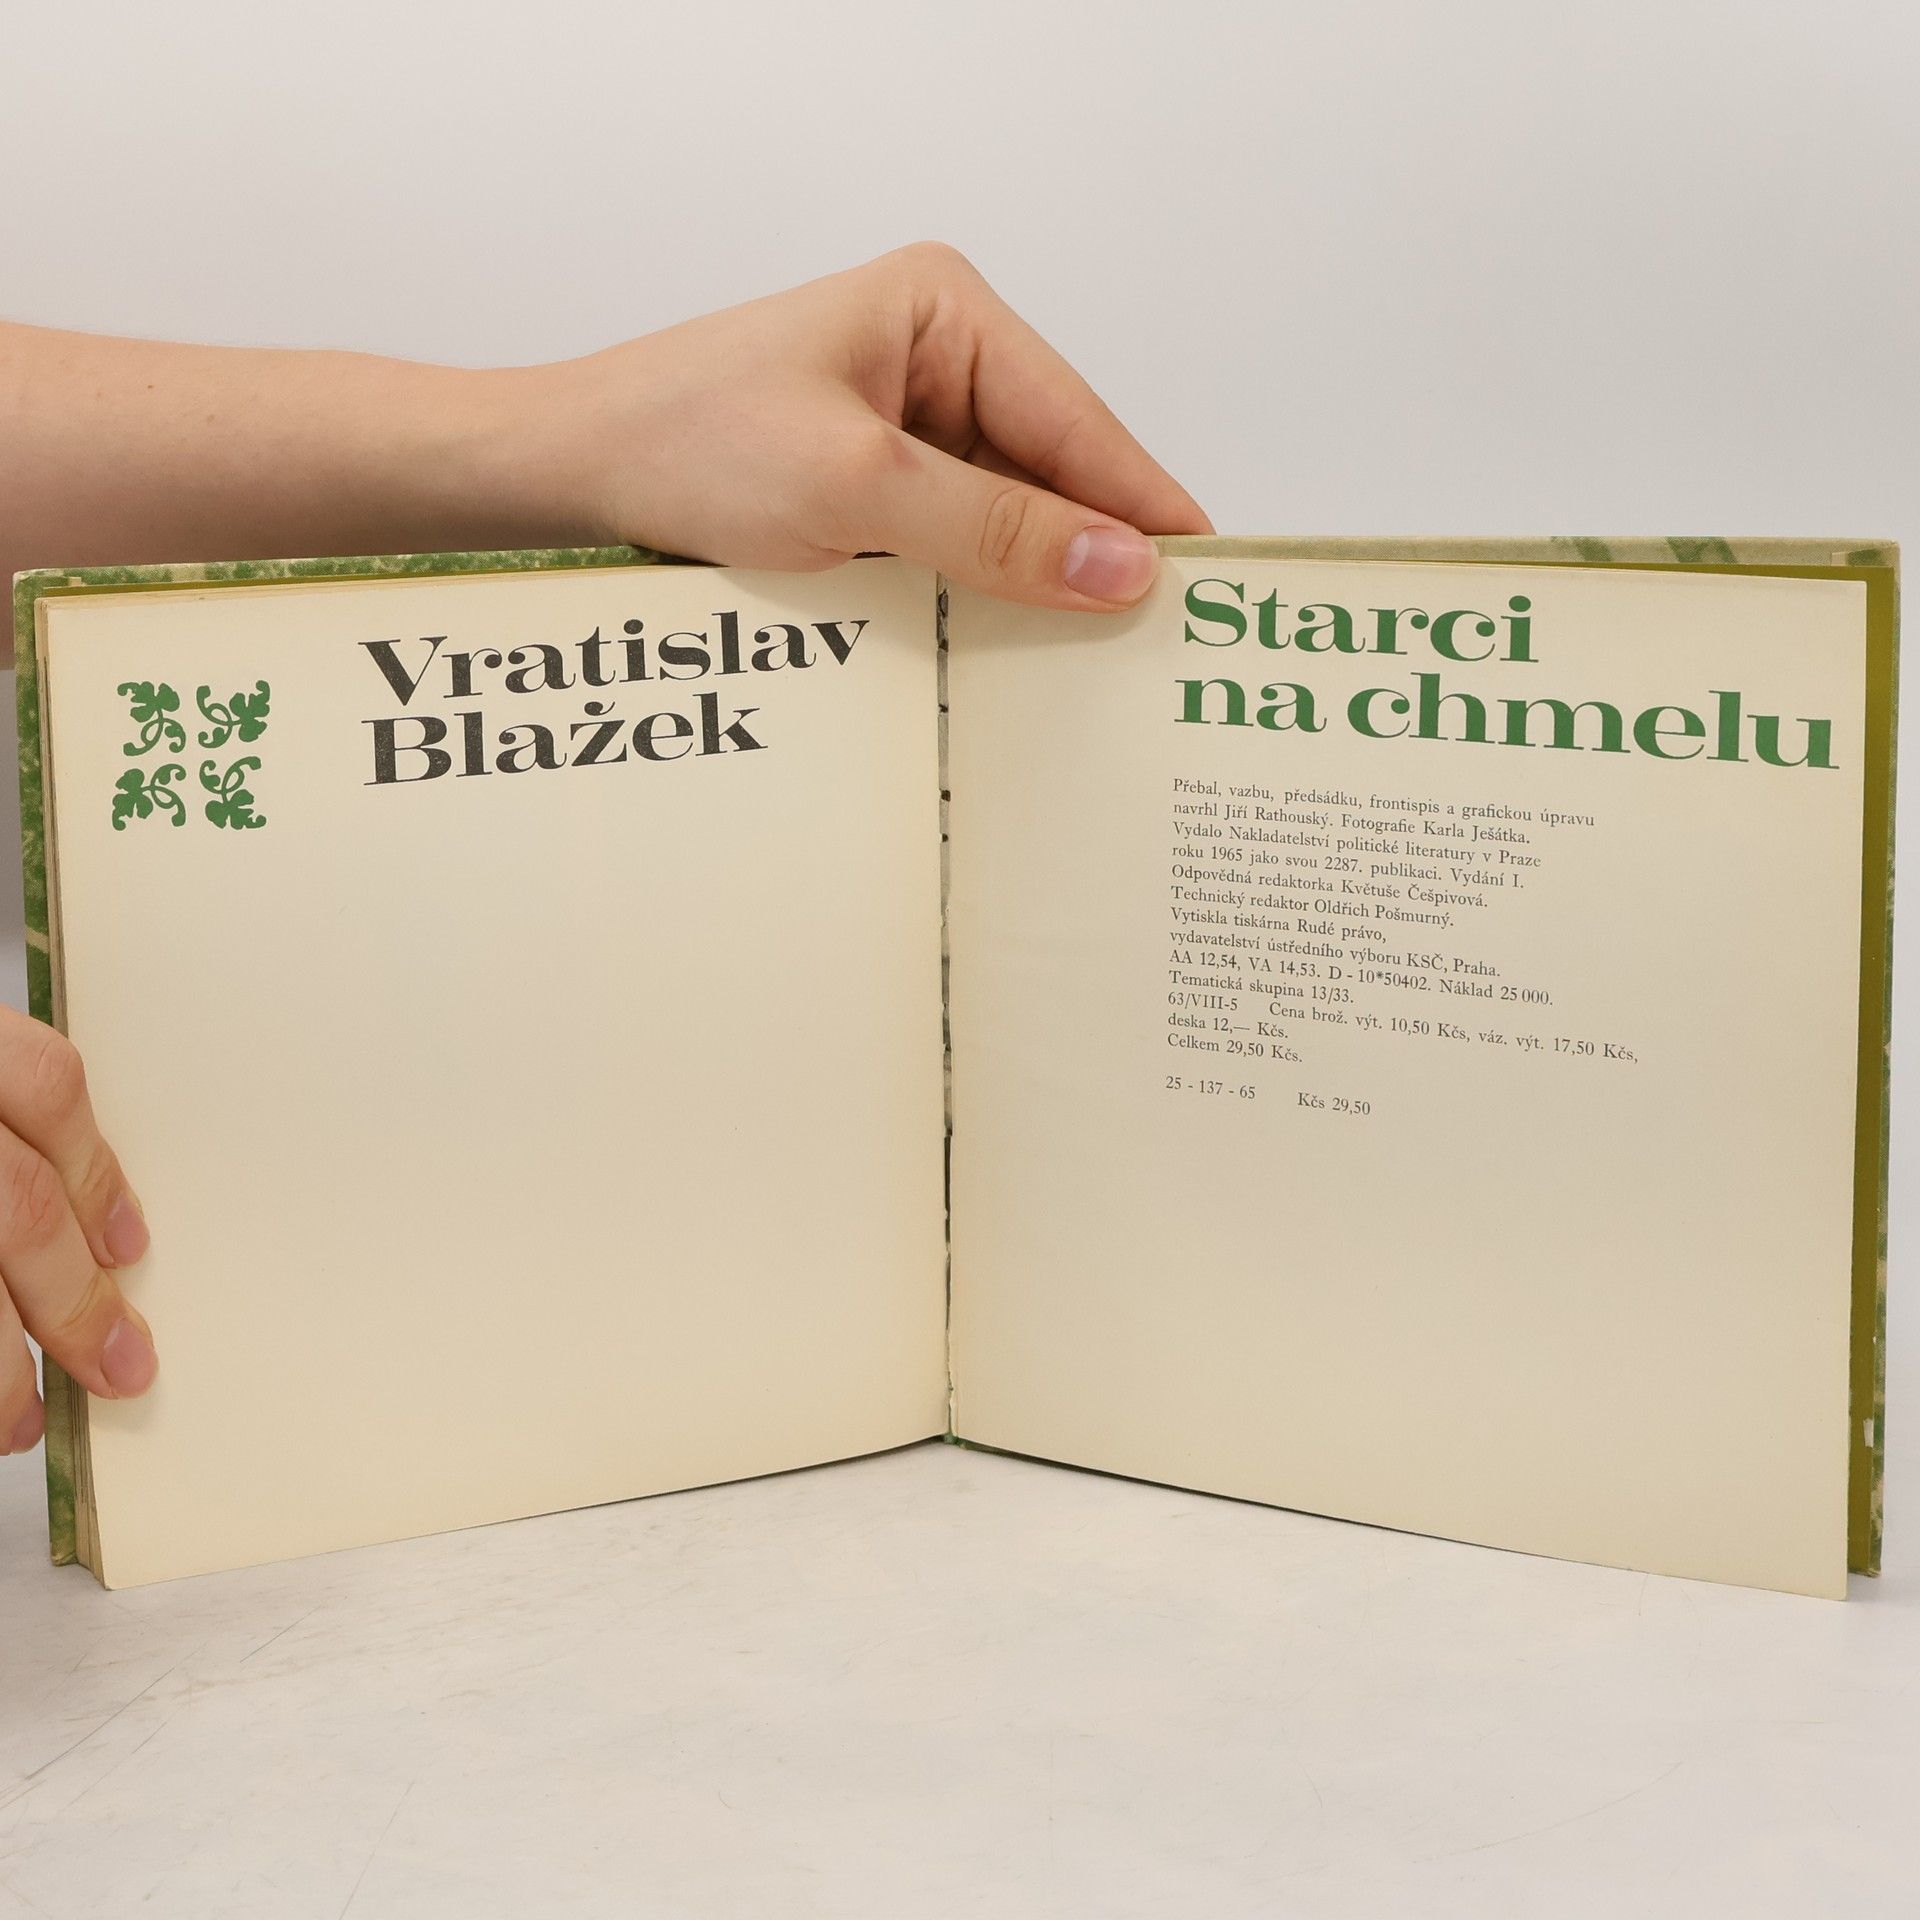 Vratislav
Blažek
Starci
na chmelu
Přebal, vazbu, předsádku, frontispis a grafickou úpravu
navrhl Jiří Rathouský. Fotografie Karla Ješátka.
Vydalo Nakladatelství politické literatury v Praze
roku 1965 jako svou 2287. publikaci. Vydání I.
Odpovědná redaktorka Květuše Češpivová.
Technický redaktor Oldřich Pošmurný.
Vytiskla tiskárna Rudé právo,
vydavatelství ústředního výboru KSČ, Praha.
AA 12,54, VA 14,53. D - 10*50402. Náklad 25 000.
Tematická skupina 13/33.
63/VIII-5 Cena brož. výt. 10,50 Kčs, váz. výt. 17,50 Kčs,
deska 12,— Kčs.
Celkem 29,50 Kčs.
25 - 137 - 65 Kčs 29,50